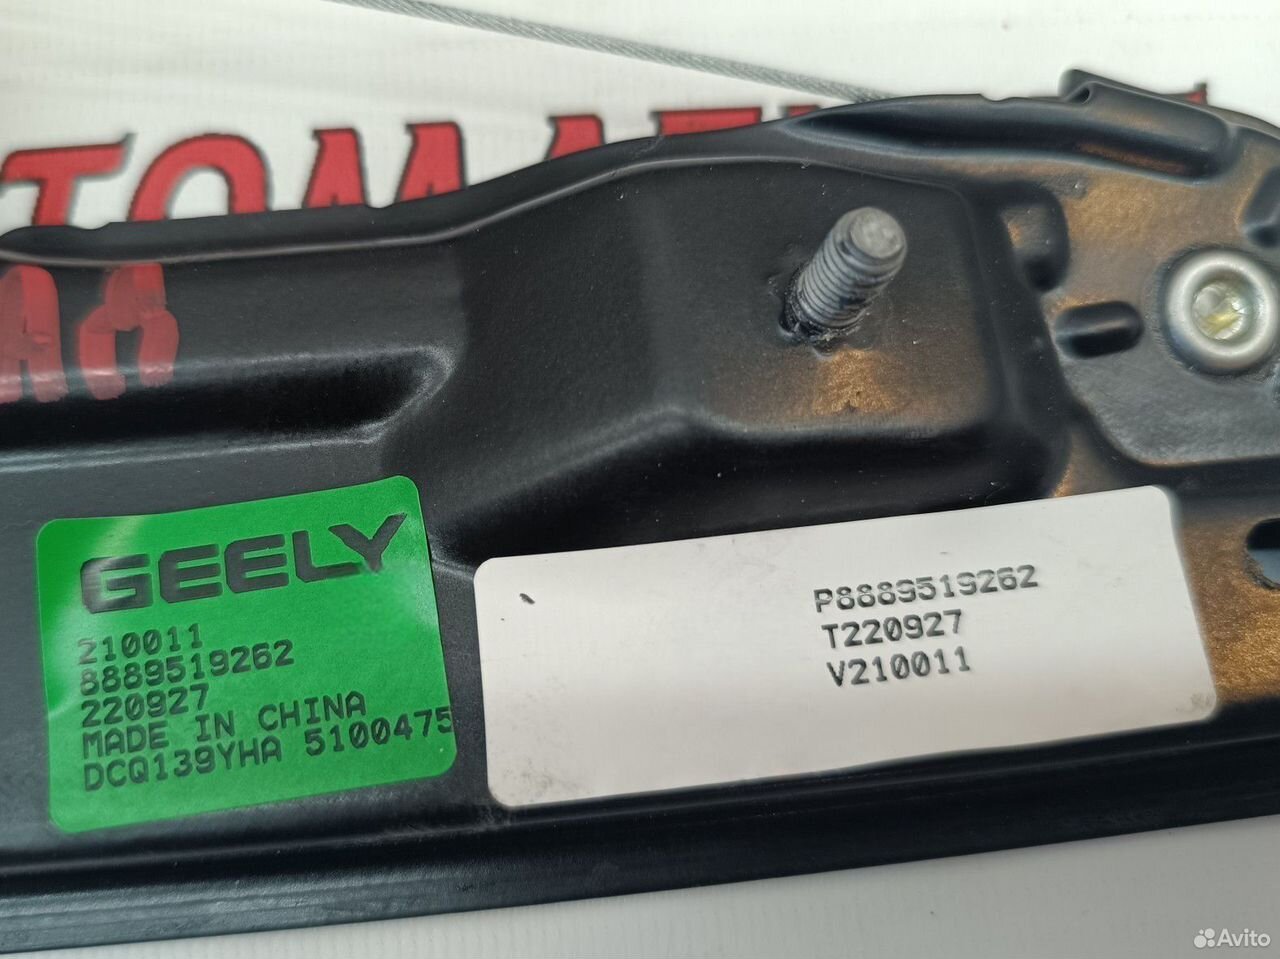 GEELY
210011
8889519262
220927
MADE IN CHINA
DCQ139YHA 5100475
P8889519262
T220927
V210011
Avito